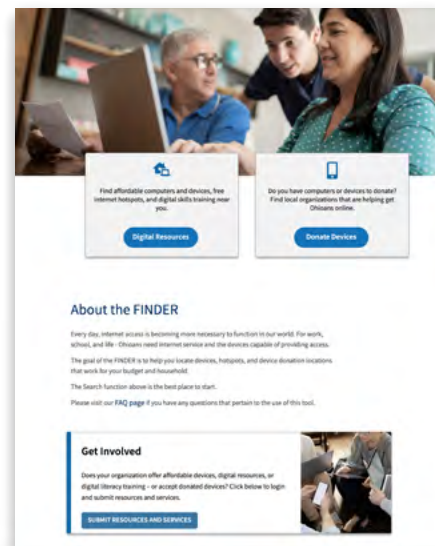 Find affordable computers and devices, free
internet hotspots, and digital skills training near
you.
Digital Resources
Do you have computers or devices to donate?
Find local organizations that are helping get
Ohioans online.
Donate Devices
About the FINDER
Every day, internet access is becoming more necessary to function in our world. For work,
school, and life - Ohioans need internet service and the devices capable of providing access.
The goal of the FINDER is to help you locate devices, hotspots, and device donation locations
that work for your budget and household.
The Search function above is the best place to start.
Please visit our FAQ page if you have any questions that pertain to the use of this tool.
Get Involved
Does your organization offer affordable devices, digital resources, or
digital literacy training – or accept donated devices? Click below to login
and submit resources and services.
SUBMIT RESOURCES AND SERVICES